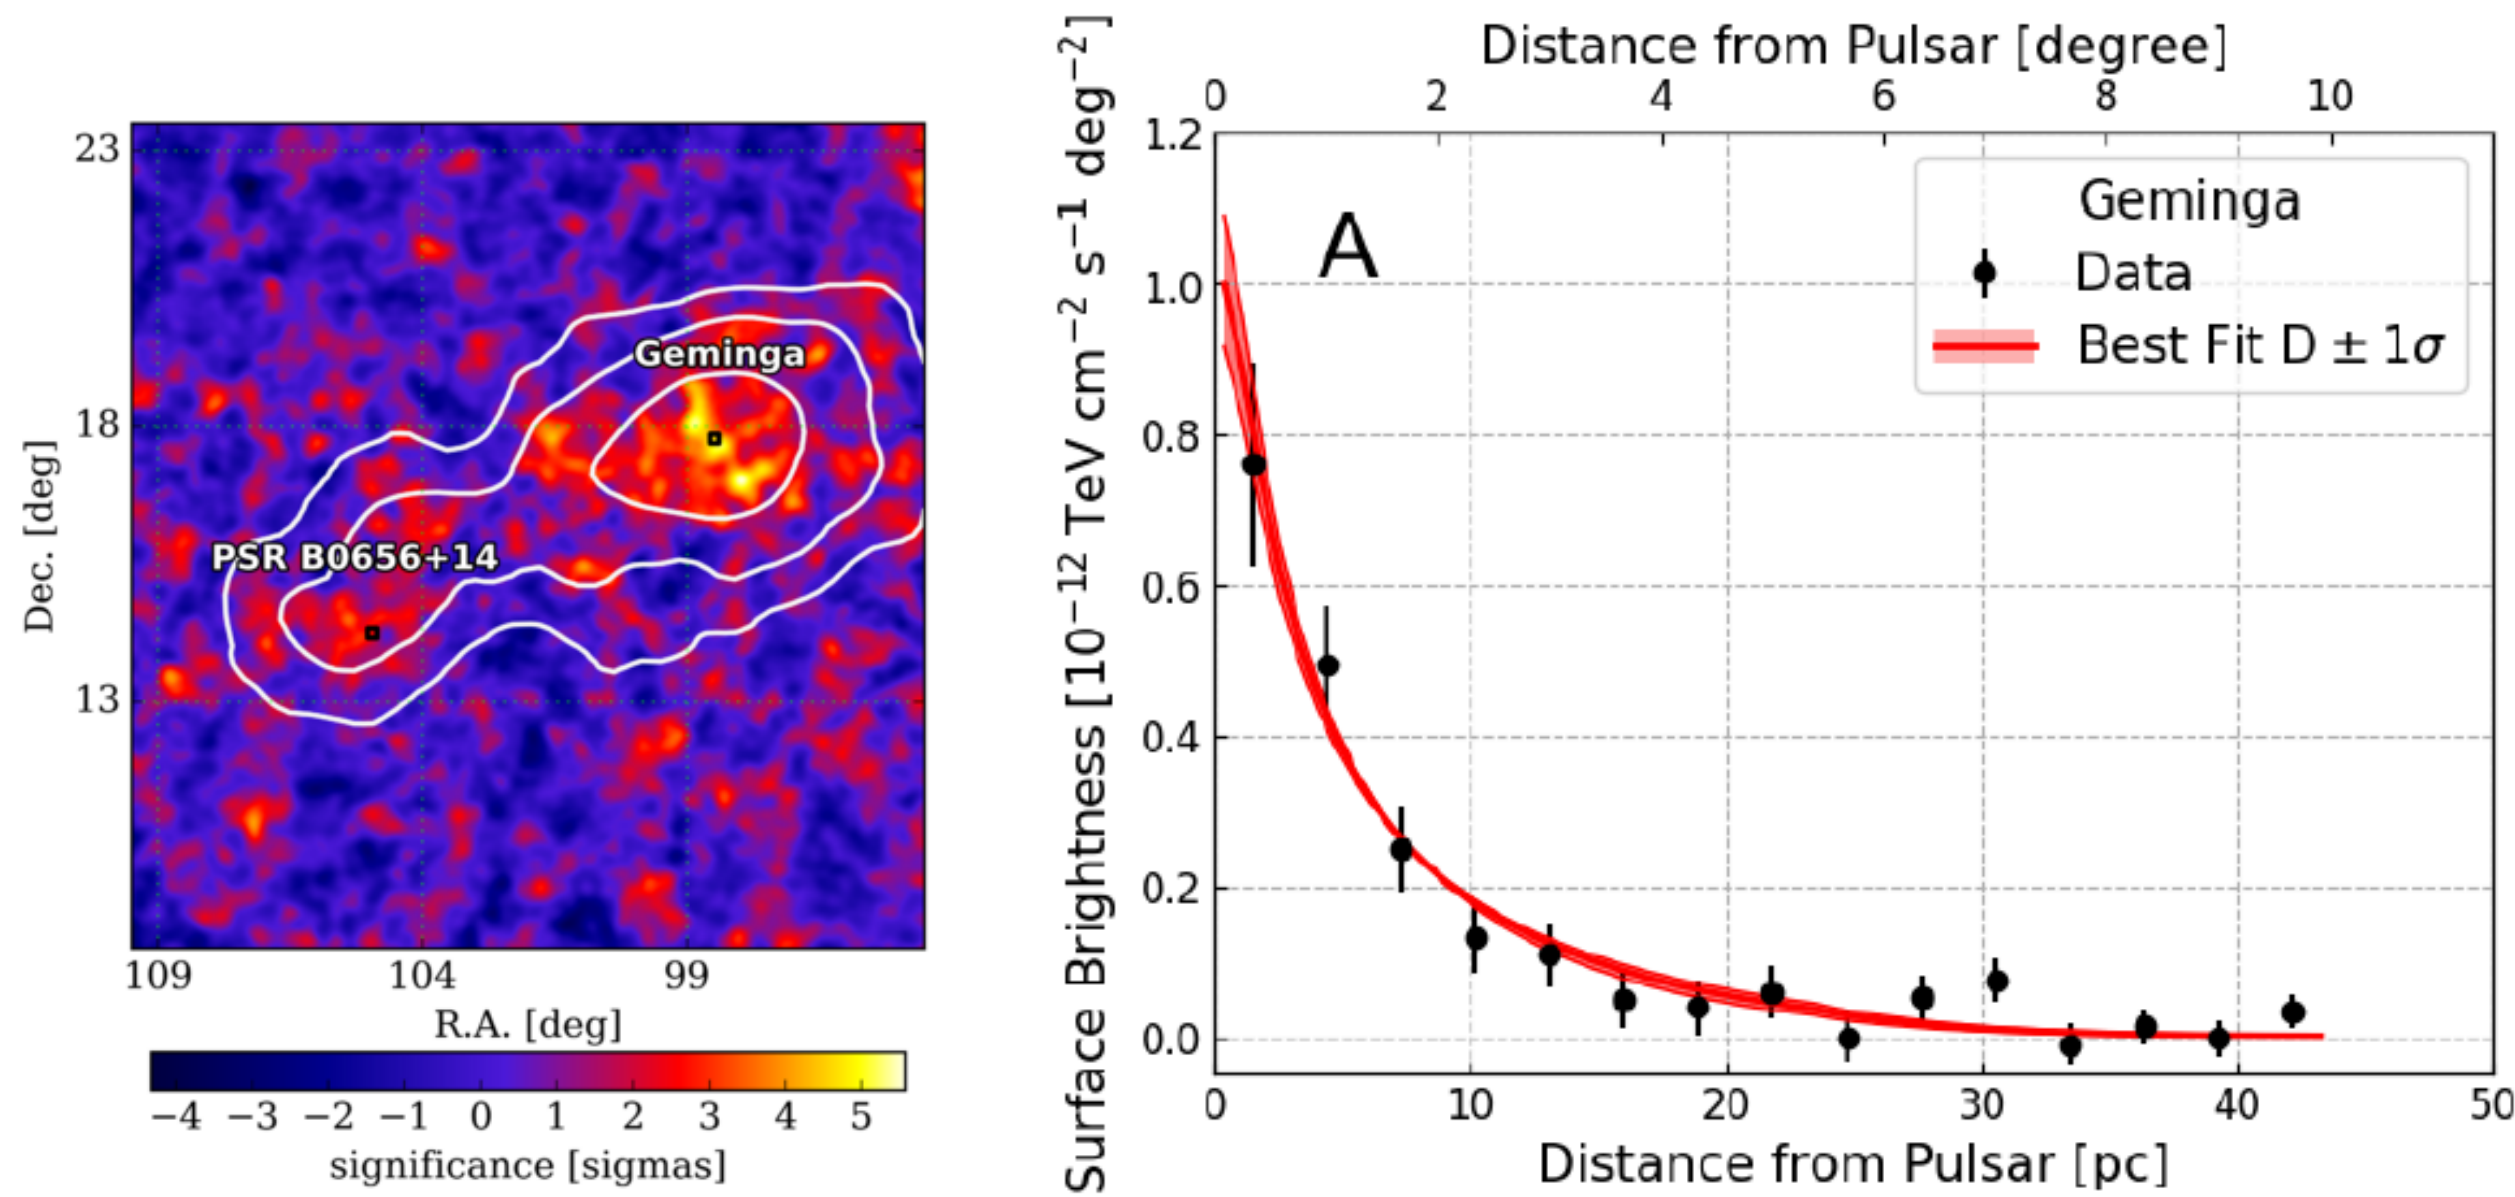 23
18
13
Dec. [deg]
Geminga
PSR B0656+14
109 104 99
R.A. [deg]
−4 −3 −2 −1 0 1 2 3 4 5
significance [sigmas]
Distance from Pulsar [degree]
0 2 4 6 8 10
Surface Brightness [10⁻¹² TeV cm⁻² s⁻¹ deg⁻²]
1.2
1.0
0.8
0.6
0.4
0.2
0.0
A
Geminga
Data
Best Fit D ± 1σ
0 10 20 30 40 50
Distance from Pulsar [pc]